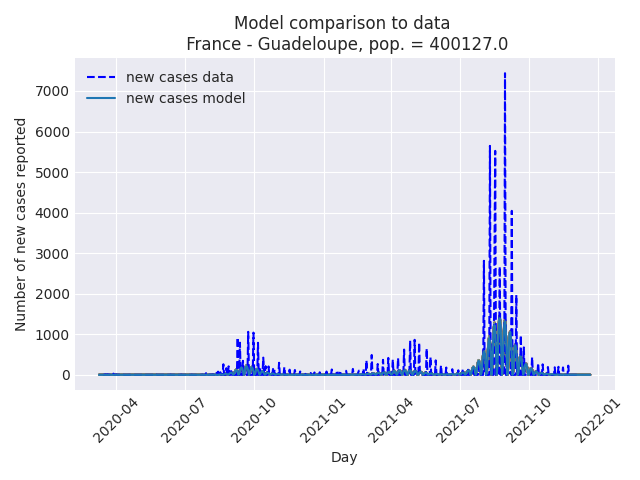 Model comparison to data
France - Guadeloupe, pop. = 400127.0
new cases data
new cases model
Number of new cases reported
7000
6000
5000
4000
3000
2000
1000
0
2020-04
2020-07
2020-10
2021-01
2021-04
2021-07
2021-10
2022-01
Day